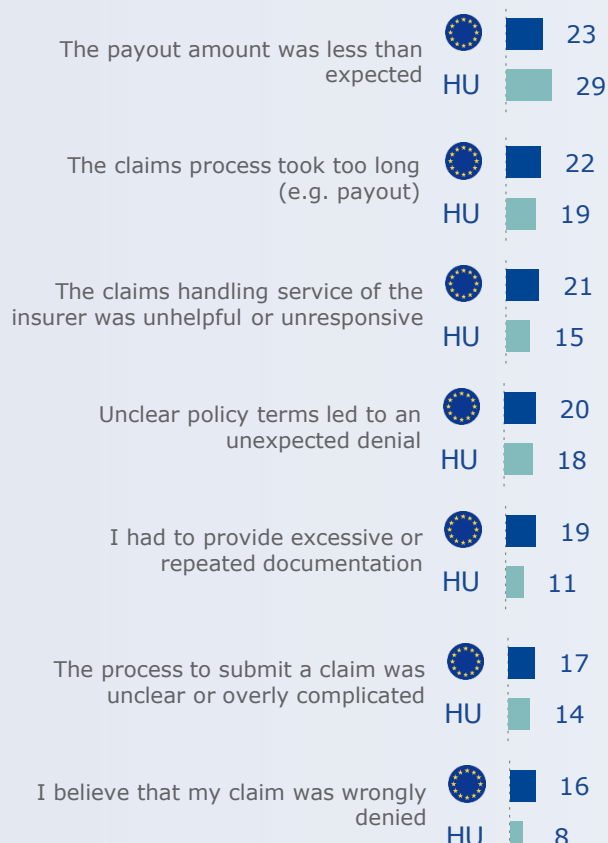 The payout amount was less than
expected
23
HU 29
The claims process took too long
(e.g. payout)
22
HU 19
The claims handling service of the
insurer was unhelpful or unresponsive
21
HU 15
Unclear policy terms led to an
unexpected denial
20
HU 18
I had to provide excessive or
repeated documentation
19
HU 11
The process to submit a claim was
unclear or overly complicated
17
HU 14
I believe that my claim was wrongly
denied
16
HU 8